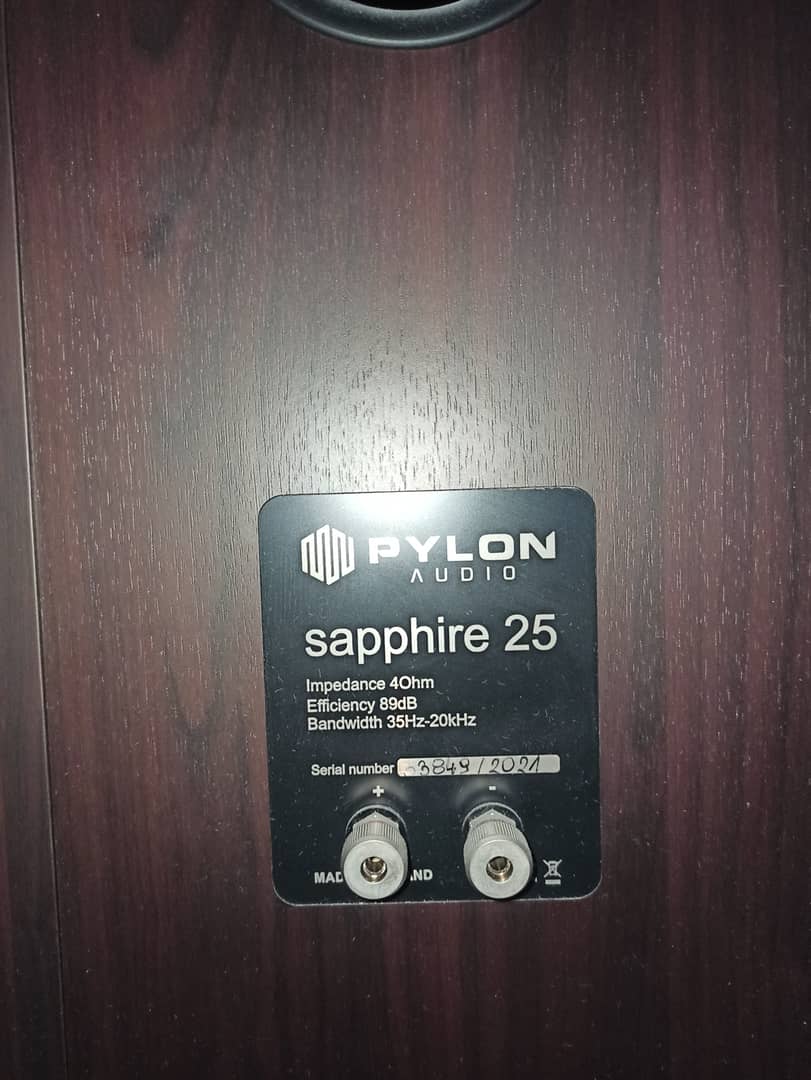 PYLON
AUDIO
sapphire 25
Impedance 4Ohm
Efficiency 89dB
Bandwidth 35Hz-20kHz
Serial number 3849/2021
+ -